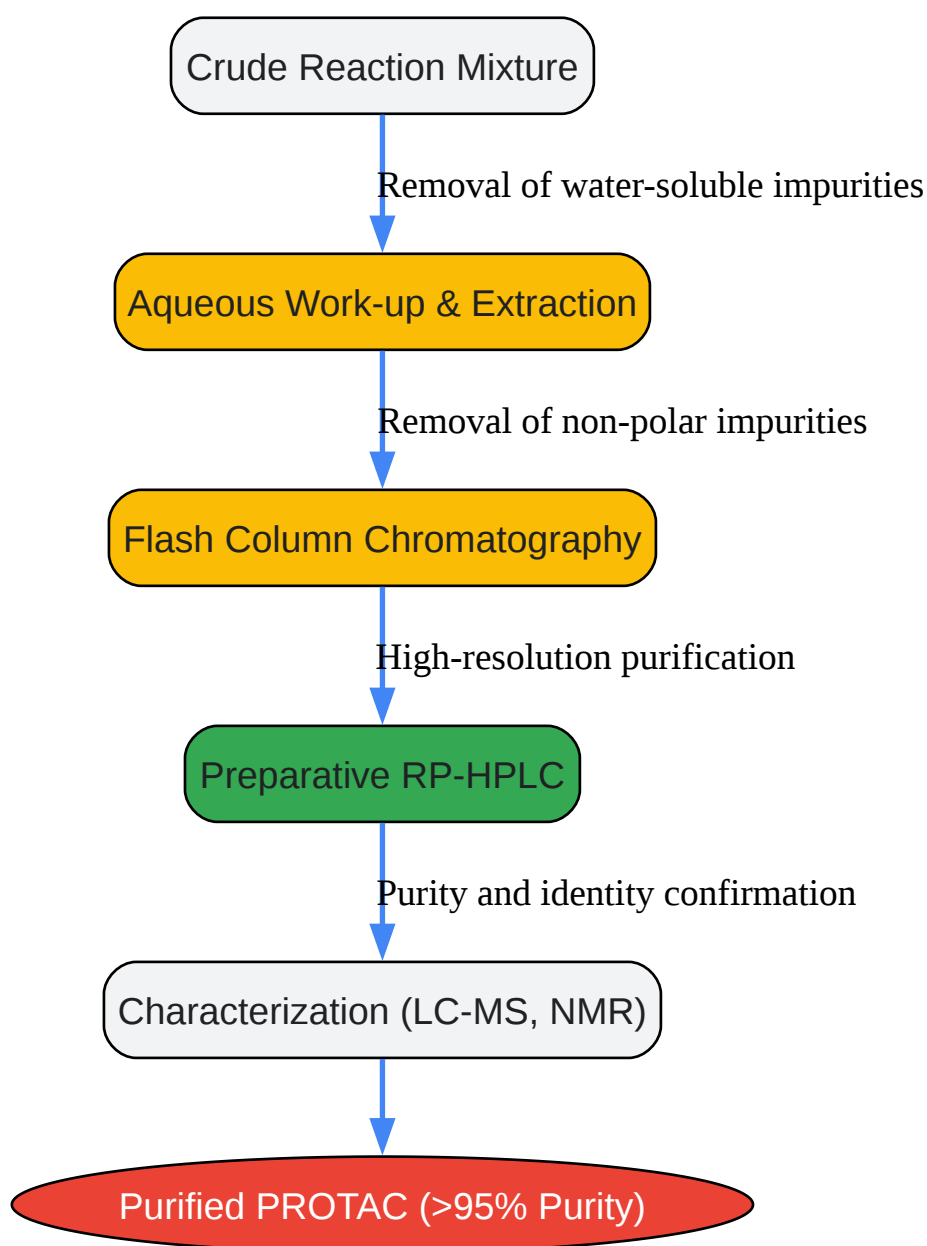 Crude Reaction Mixture
Removal of water-soluble impurities
Aqueous Work-up & Extraction
Removal of non-polar impurities
Flash Column Chromatography
High-resolution purification
Preparative RP-HPLC
Purity and identity confirmation
Characterization (LC-MS, NMR)
Purified PROTAC (>95% Purity)